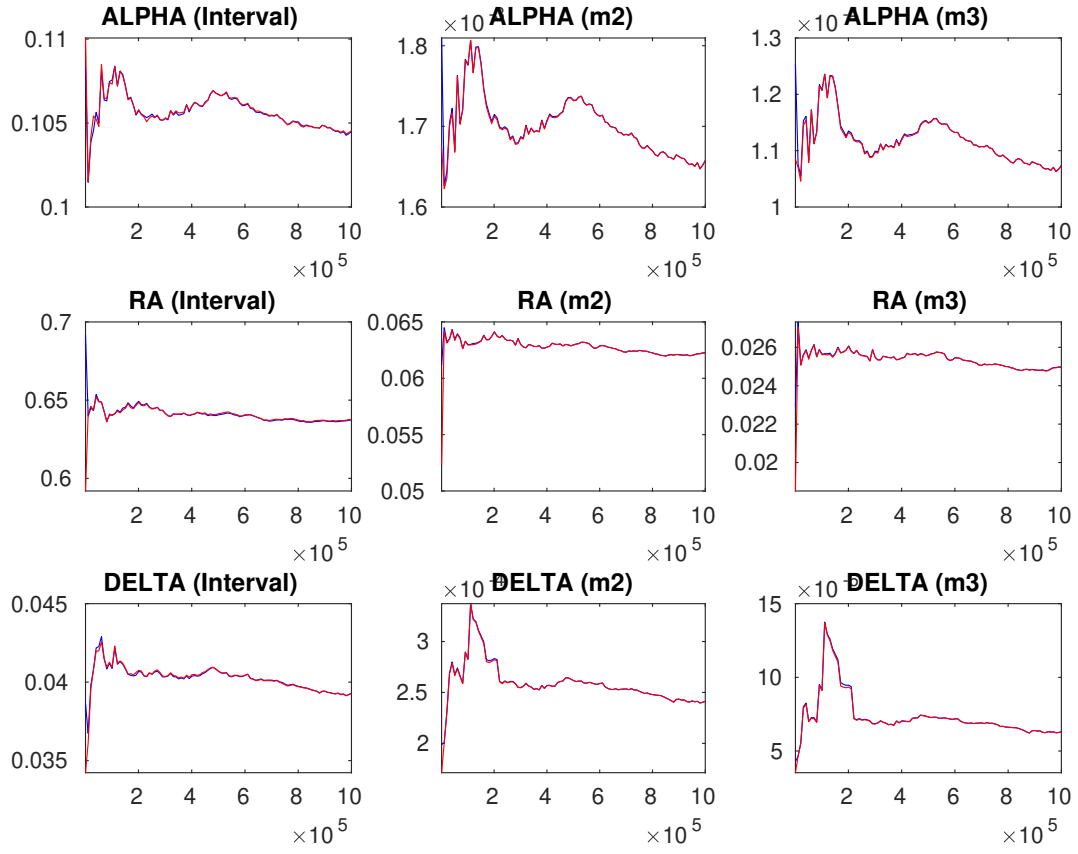 ALPHA (Interval)
ALPHA (m2)
ALPHA (m3)
0.11
0.105
0.1
2 4 6 8 10
×10 5
1.8
1.7
1.6
2 4 6 8 10
×10 5
1.3
1.2
1.1
1
2 4 6 8 10
×10 5
RA (Interval)
RA (m2)
RA (m3)
0.7
0.65
0.6
2 4 6 8 10
×10 5
0.065
0.06
0.055
0.05
2 4 6 8 10
×10 5
0.026
0.024
0.022
0.02
2 4 6 8 10
×10 5
DELTA (Interval)
DELTA (m2)
DELTA (m3)
0.045
0.04
0.035
2 4 6 8 10
×10 5
3
2.5
2
2 4 6 8 10
×10 5
15
10
5
2 4 6 8 10
×10 5